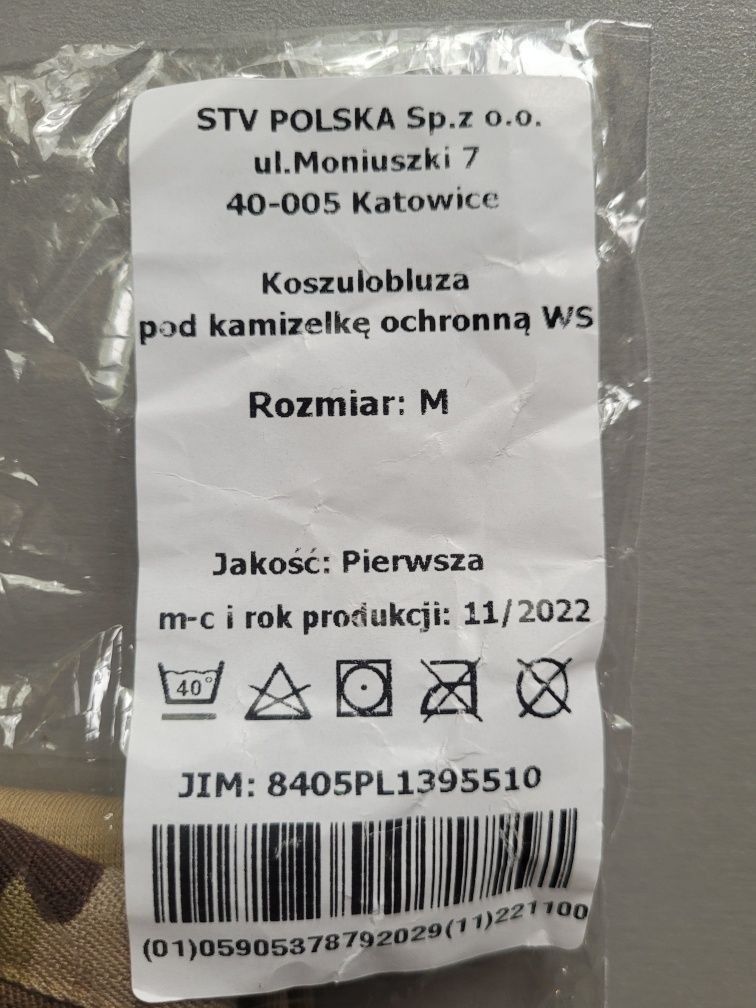 STV POLSKA Sp.z o.o.
ul.Moniuszki 7
40-005 Katowice
Koszulobluza
pod kamizelkę ochronną WS
Rozmiar: M
Jakość: Pierwsza
m-c i rok produkcji: 11/2022
40°
JIM: 8405PL1395510
(01)05905378792029(11)221100